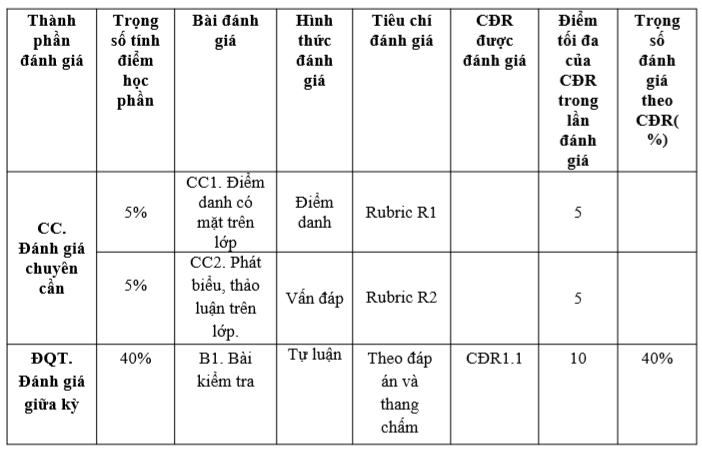 Thành
phần
đánh giá
Trọng
số tính
điểm
học
phần
Bài đánh
giá
Hình
thức
đánh
giá
Tiêu chí
đánh giá
CĐR
được
đánh giá
Điểm
tối đa
của
CĐR
trong
lần
đánh
giá
Trọng
số
đánh
giá
theo
CĐR(
%)
CC.
Đánh giá
chuyên
cần
5%
CC1. Điểm
danh có
mặt trên
lớp
Điểm
danh
Rubric R1
5
5%
CC2. Phát
biểu, thảo
luận trên
lớp.
Vấn đáp
Rubric R2
5
ĐQT.
Đánh giá
giữa kỳ
40%
B1. Bài
kiểm tra
Tự luận
Theo đáp
án và
thang
chấm
CĐR1.1
10
40%